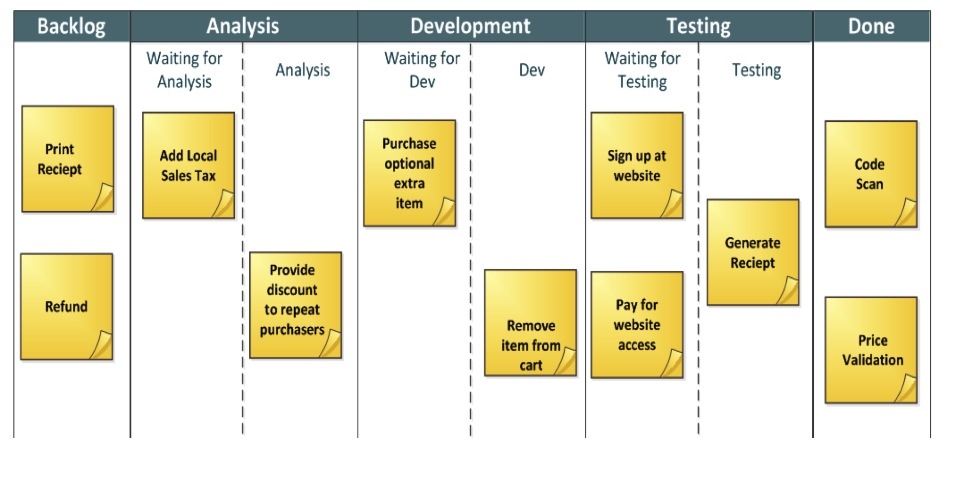 Backlog
Analysis
Development
Testing
Done
Waiting for
Analysis
Analysis
Waiting for
Dev
Dev
Waiting for
Testing
Testing
Print
Reciept
Refund
Add Local
Sales Tax
Provide
discount
to repeat
purchasers
Purchase
optional
extra
item
Remove
item from
cart
Sign up at
website
Pay for
website
access
Generate
Reciept
Code
Scan
Price
Validation